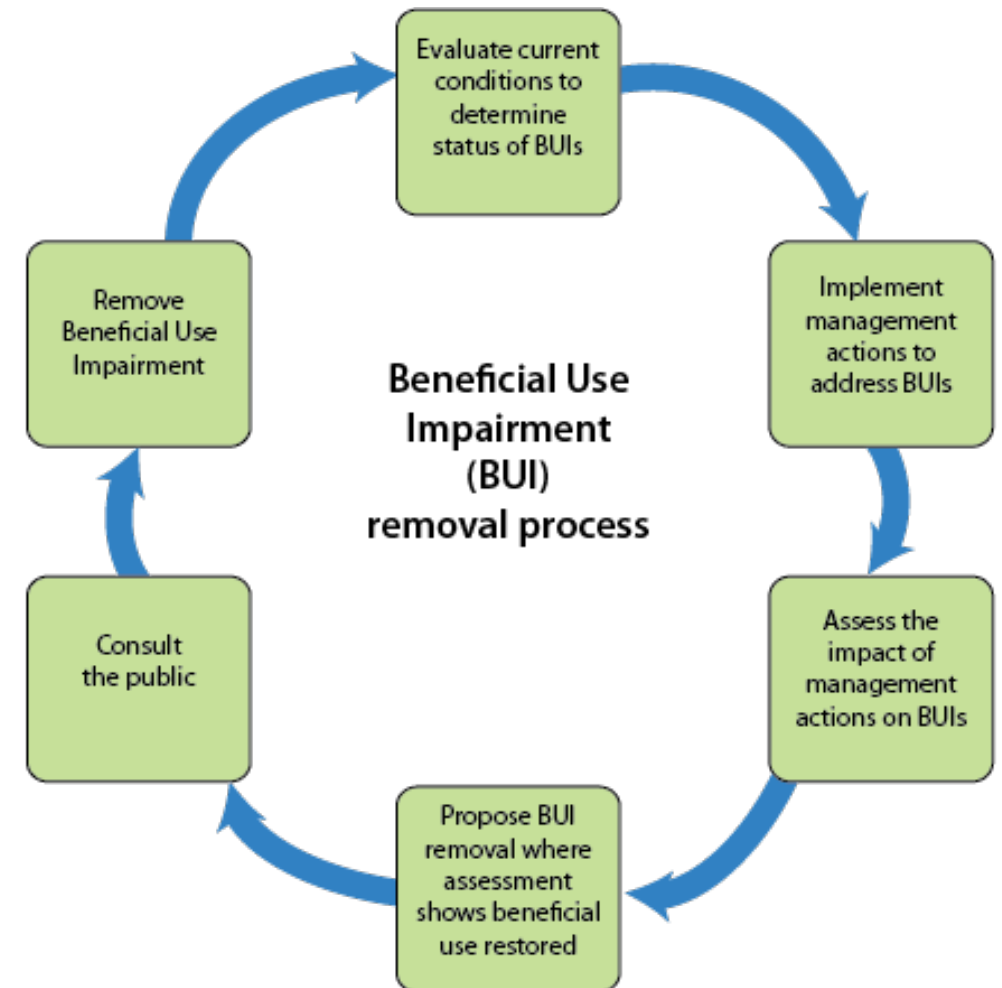 Evaluate current
conditions to
determine
status of BUIs
Implement
management
actions to
address BUIs
Assess the
impact of
management
actions on BUIs
Propose BUI
removal where
assessment
shows beneficial
use restored
Consult
the public
Remove
Beneficial Use
Impairment
Beneficial Use
Impairment
(BUI)
removal process